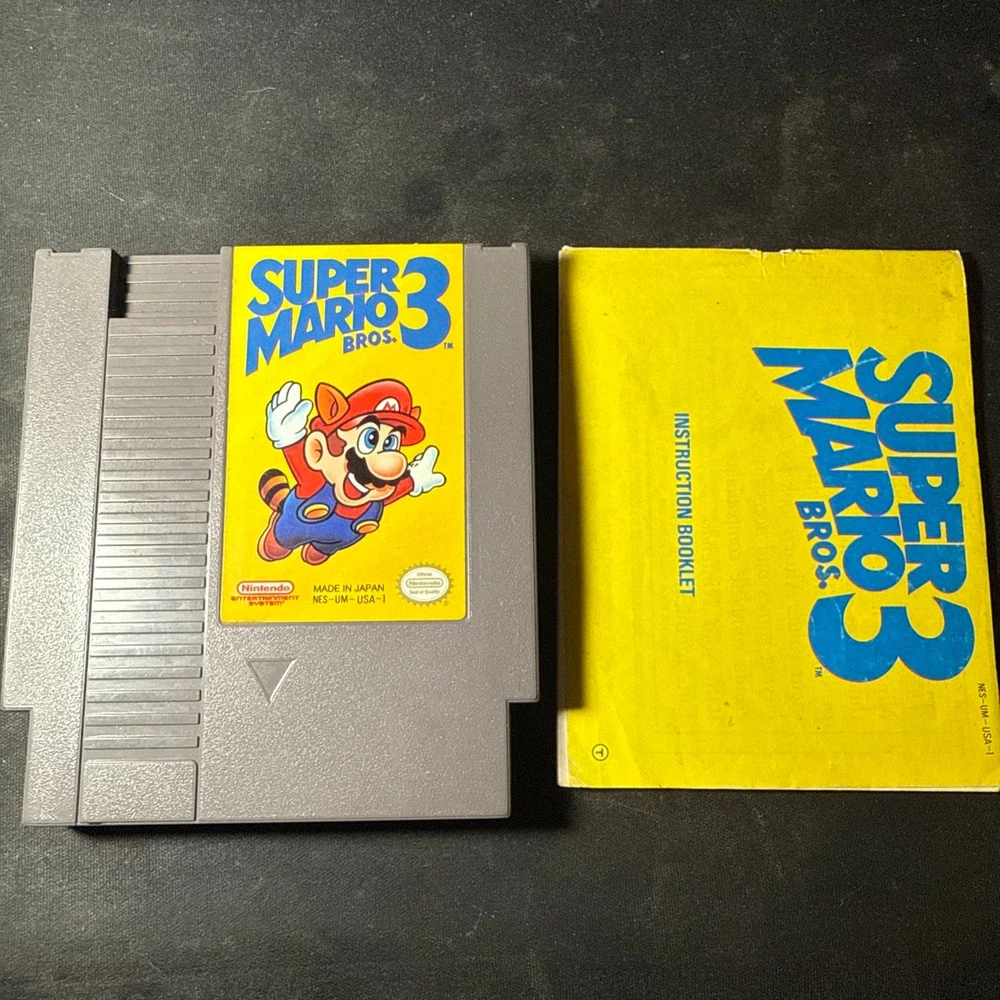 SUPER
MARIO 3
BROS. TM
M
Nintendo
ENTERTAINMENT
SYSTEM
MADE IN JAPAN
NES-UM-USA-1
Official
Nintendo
Seal of Quality
SUPER
MARIO 3
BROS. TM
INSTRUCTION BOOKLET
NES-UM-USA-1
T